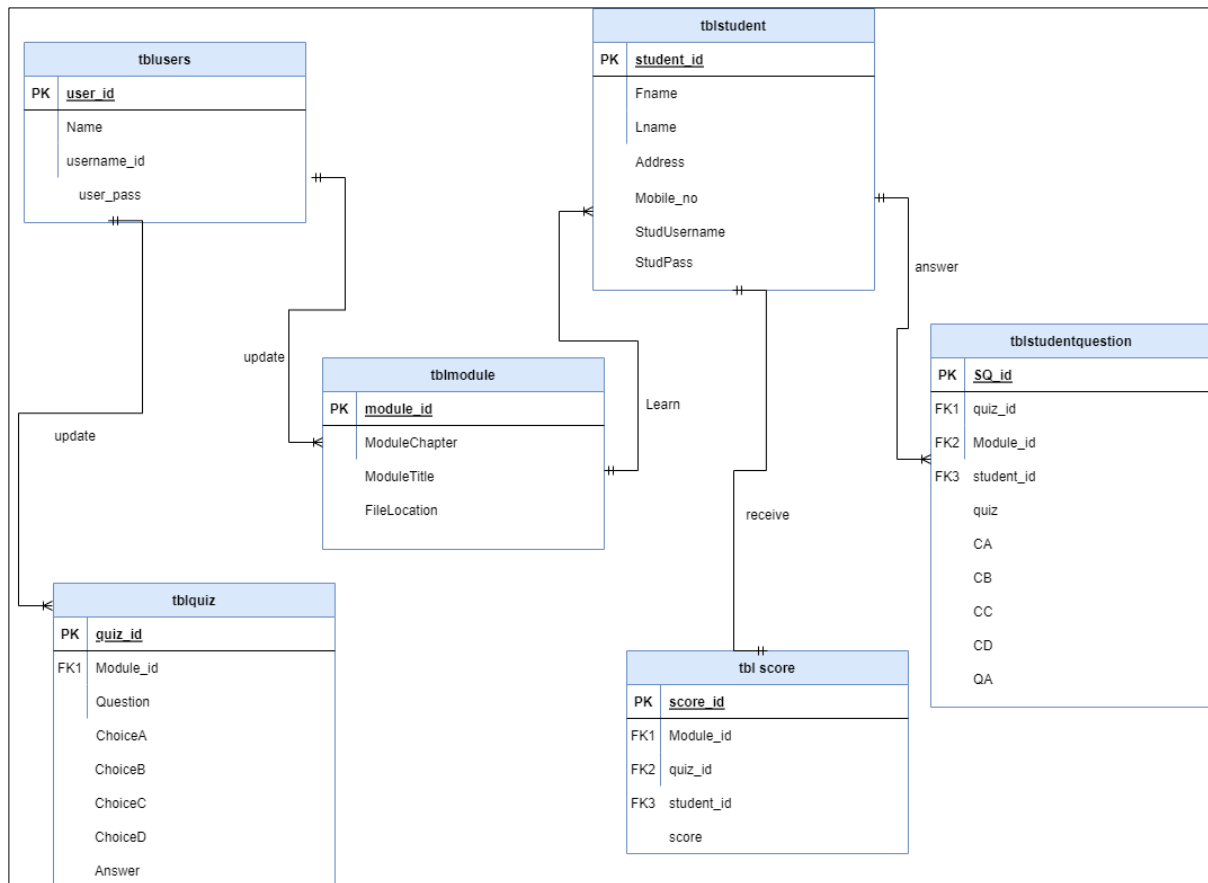 tblusers
PK user_id
Name
username_id
user_pass
tblstudent
PK student_id
Fname
Lname
Address
Mobile_no
StudUsername
StudPass
answer
update
update
Learn
receive
tblmodule
PK module_id
ModuleChapter
ModuleTitle
FileLocation
tblstudentquestion
PK SQ_id
FK1 quiz_id
FK2 Module_id
FK3 student_id
quiz
CA
CB
CC
CD
QA
tblquiz
PK quiz_id
FK1 Module_id
Question
ChoiceA
ChoiceB
ChoiceC
ChoiceD
Answer
tbl score
PK score_id
FK1 Module_id
FK2 quiz_id
FK3 student_id
score